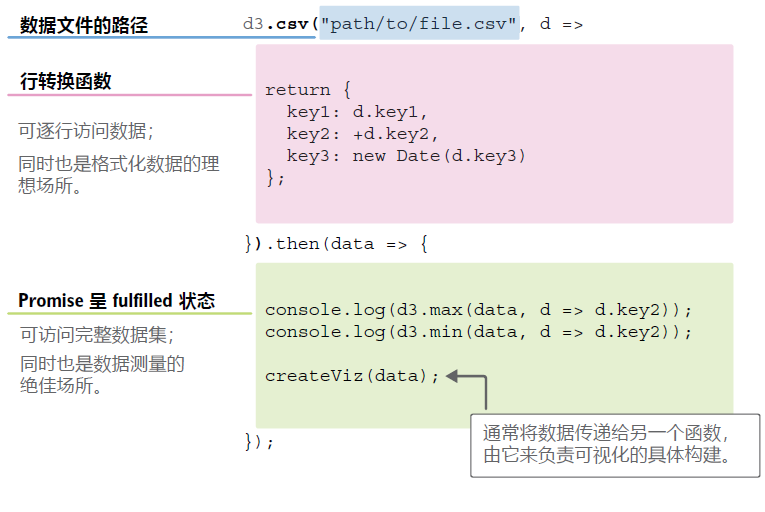 数据文件的路径
d3.csv("path/to/file.csv", d =>
行转换函数
可逐行访问数据；
同时也是格式化数据的理
想场所。
return {
key1: d.key1,
key2: +d.key2,
key3: new Date(d.key3)
};
}).then(data => {
Promise 呈 fulfilled 状态
可访问完整数据集；
同时也是数据测量的
绝佳场所。
console.log(d3.max(data, d => d.key2));
console.log(d3.min(data, d => d.key2));
createViz(data);
通常将数据传递给另一个函数，
由它来负责可视化的具体构建。
});